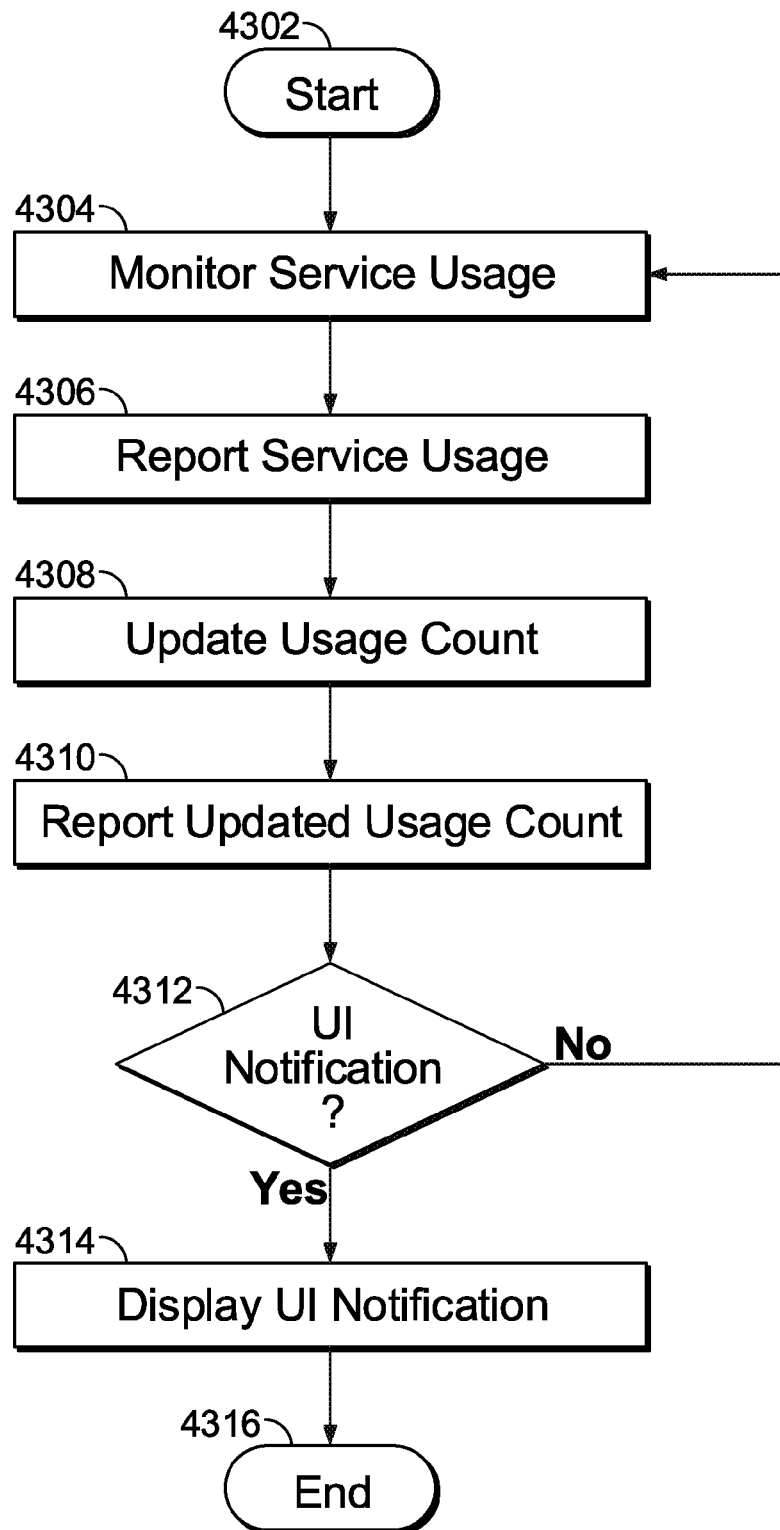 4302
Start
4304
Monitor Service Usage
4306
Report Service Usage
4308
Update Usage Count
4310
Report Updated Usage Count
4312
UI
Notification
?
No
Yes
4314
Display UI Notification
4316
End